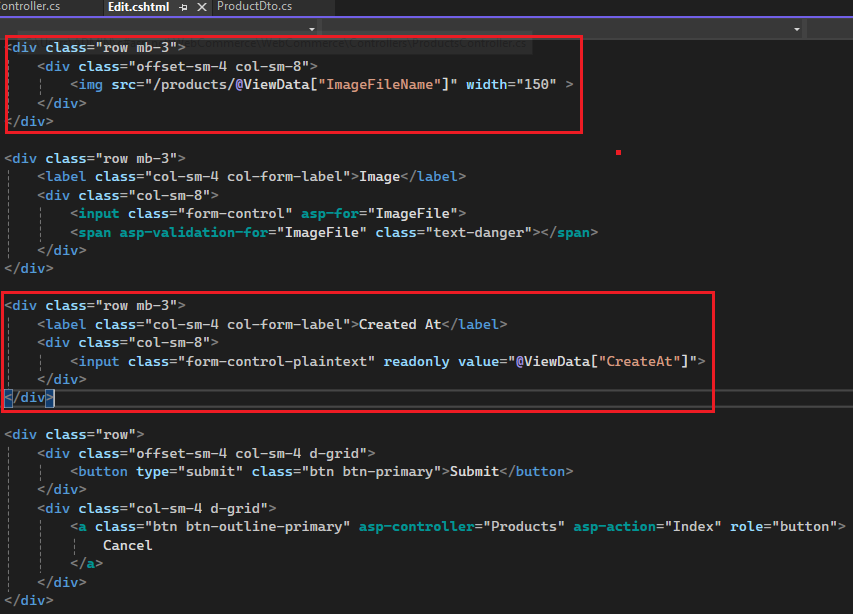 ontroller.cs
Edit.cshtml
ProductDto.cs
<div class="row mb-3">
<div class="offset-sm-4 col-sm-8">
<img src="/products/@ViewData["ImageFileName"]" width="150" >
</div>
</div>
<div class="row mb-3">
<label class="col-sm-4 col-form-label">Image</label>
<div class="col-sm-8">
<input class="form-control" asp-for="ImageFile">
<span asp-validation-for="ImageFile" class="text-danger"></span>
</div>
</div>
<div class="row mb-3">
<label class="col-sm-4 col-form-label">Created At</label>
<div class="col-sm-8">
<input class="form-control-plaintext" readonly value="@ViewData["CreateAt"]">
</div>
</div>
<div class="row">
<div class="offset-sm-4 col-sm-4 d-grid">
<button type="submit" class="btn btn-primary">Submit</button>
</div>
<div class="col-sm-4 d-grid">
<a class="btn btn-outline-primary" asp-controller="Products" asp-action="Index" role="button">
Cancel
</a>
</div>
</div>